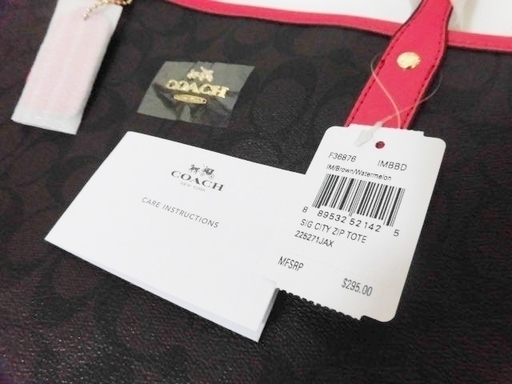 COACH
COACH
NEW YORK
CARE INSTRUCTIONS
F36876 IMBBD
IM/Brown/Watermelon
8 89532 52142 5
SIG CITY ZIP TOTE
225271JAX
MFSRP
$295.00